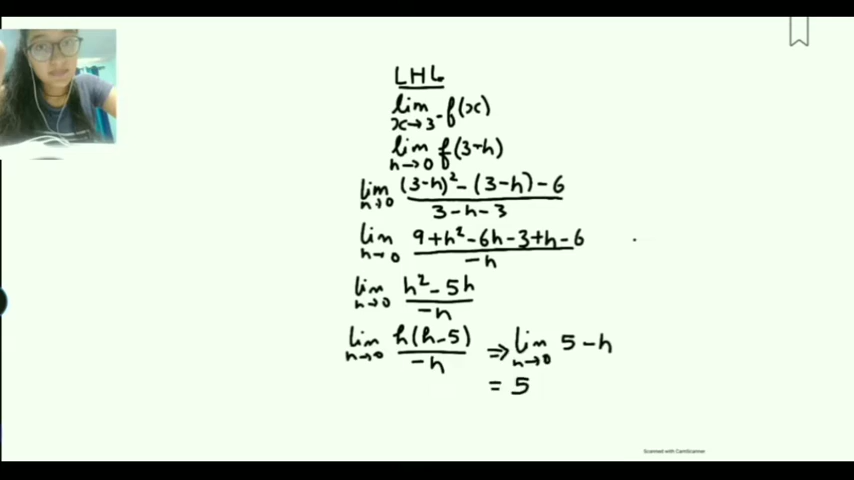 LHL
lim x→3⁻ f(x)
lim h→0 f(3-h)
lim h→0 (3-h)² - (3-h) - 6 / 3-h-3
lim h→0 9+h²-6h-3+h-6 / -h
lim h→0 h²-5h / -h
lim h→0 h(h-5) / -h ⇒ lim h→0 5-h
= 5
Scanned with CamScanner